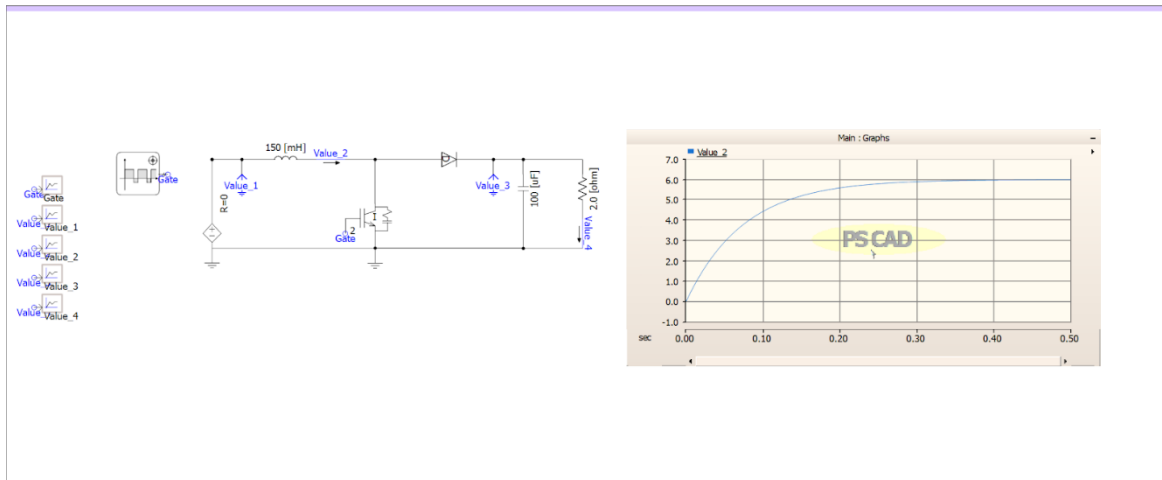 150 [mH]
Value_2
Gate
Value_1
Value_3
R=0
100 [uF]
2.0 [ohm]
Value_4
I
2
Gate
Gate
Gate
Value_1
Value_1
Value_2
Value_2
Value_3
Value_3
Value_4
Value_4
Main : Graphs
Value_2
7.0
6.0
5.0
4.0
3.0
2.0
1.0
0.0
-1.0
PSCAD
sec
0.00
0.10
0.20
0.30
0.40
0.50